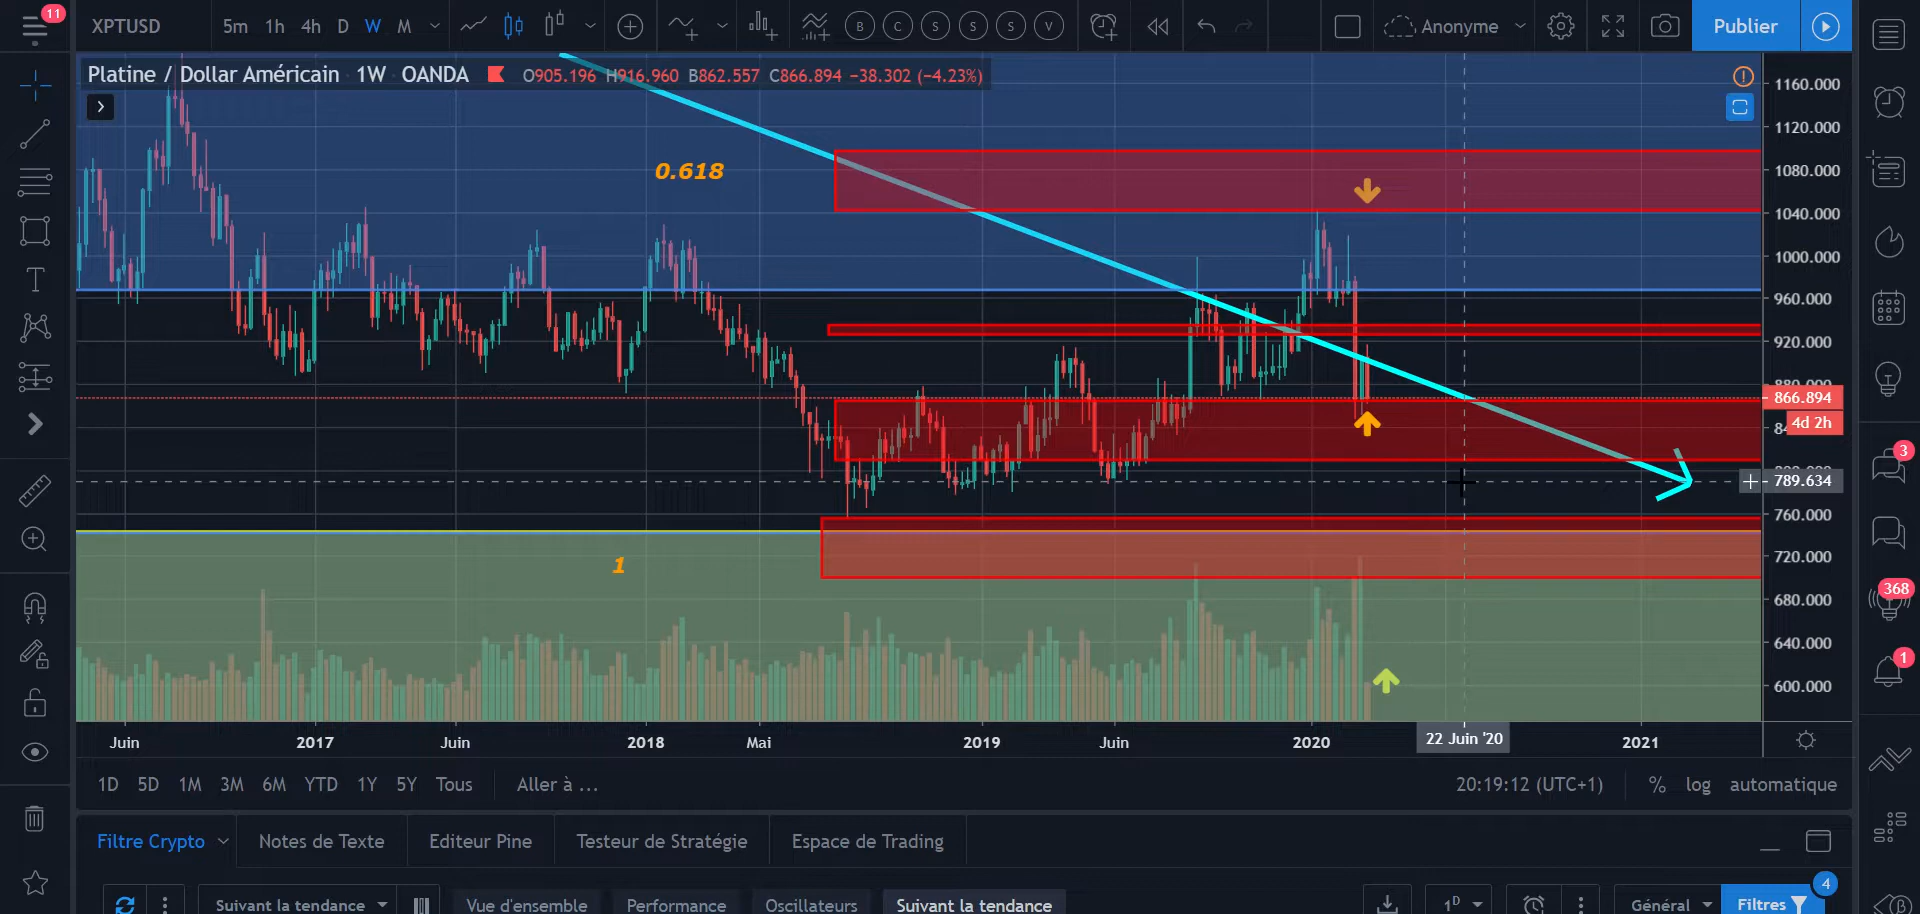 11
XPTUSD
5m 1h 4h D W M
B C S S S V
Anonyme
Publier
Platine / Dollar Américain 1W OANDA O905.196 H916.960 B862.557 C866.894 −38.302 (−4.23%)
0.618
1
1160.000
1120.000
1080.000
1040.000
1000.000
960.000
920.000
880.000
866.894
4d 2h
789.634
760.000
720.000
680.000
640.000
600.000
3
368
1
Juin 2017 Juin 2018 Mai 2019 Juin 2020 22 Juin '20 2021
1D 5D 1M 3M 6M YTD 1Y 5Y Tous Aller à ... 20:19:12 (UTC+1) % log automatique
Filtre Crypto Notes de Texte Editeur Pine Testeur de Stratégie Espace de Trading
4
Suivant la tendance Vue d'ensemble Performance Oscillateurs Suivant la tendance 1D Général Filtres